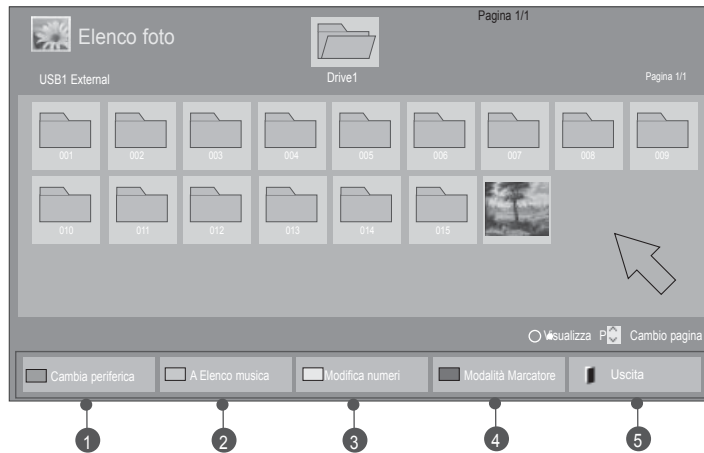 Pagina 1/1
Elenco foto
USB1 External
Drive1
Pagina 1/1
001 002 003 004 005 006 007 008 009
010 011 012 013 014 015
Visualizza P Cambio pagina
Cambia periferica A Elenco musica Modifica numeri Modalità Marcatore Uscita
1 2 3 4 5